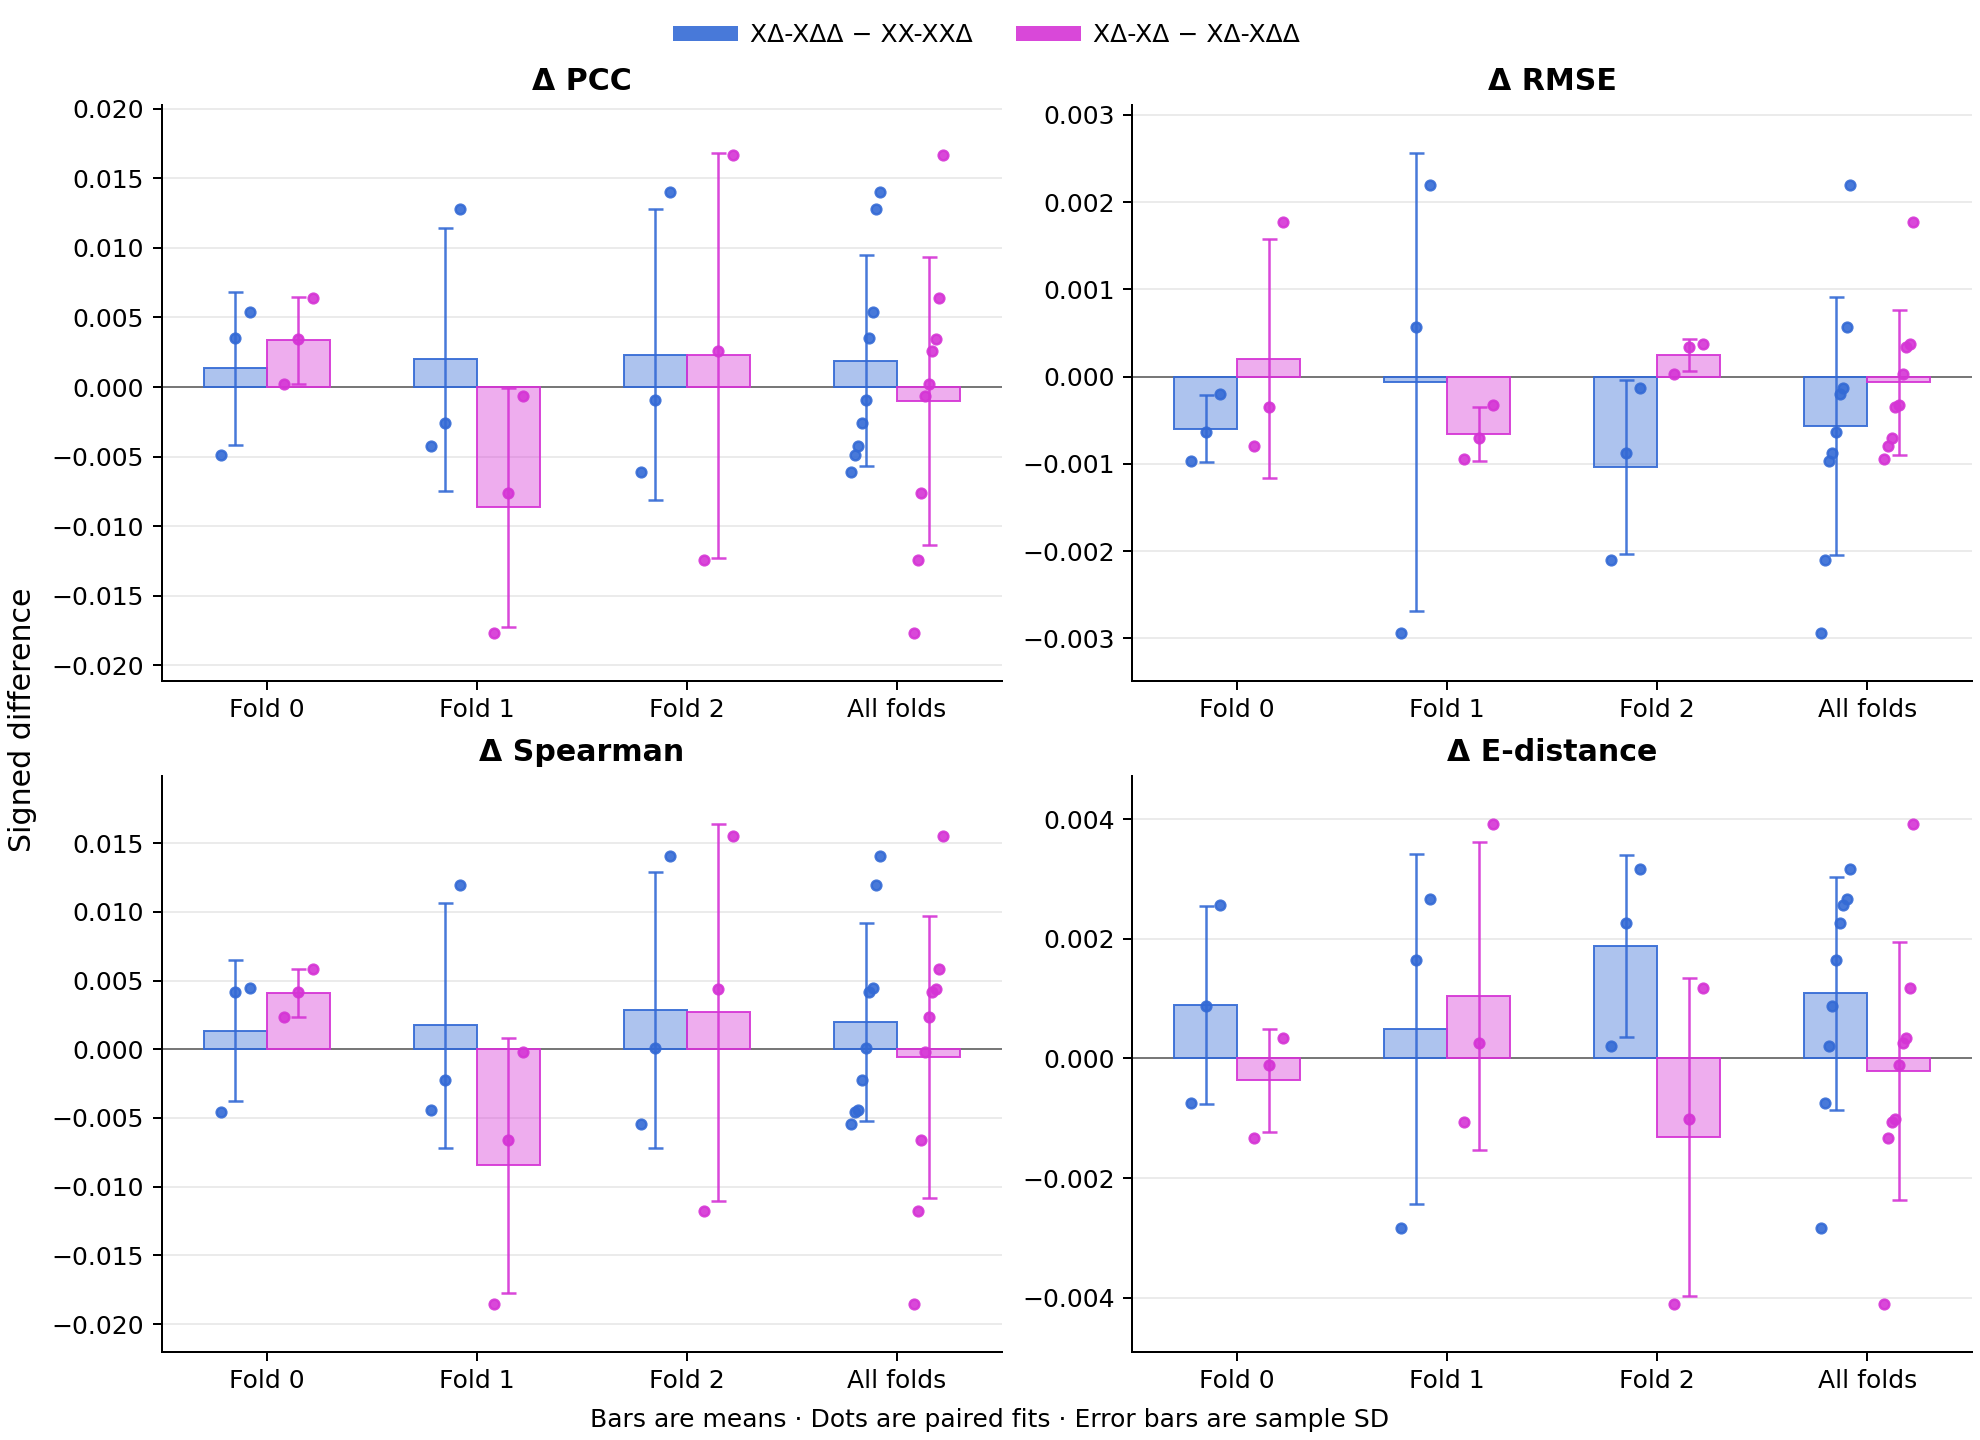 XΔ-XΔΔ − XX-XXΔ
XΔ-XΔ − XΔ-XΔΔ
Signed difference
Δ PCC
0.020
0.015
0.010
0.005
0.000
−0.005
−0.010
−0.015
−0.020
Fold 0 Fold 1 Fold 2 All folds
Δ RMSE
0.003
0.002
0.001
0.000
−0.001
−0.002
−0.003
Fold 0 Fold 1 Fold 2 All folds
Δ Spearman
0.015
0.010
0.005
0.000
−0.005
−0.010
−0.015
−0.020
Fold 0 Fold 1 Fold 2 All folds
Δ E-distance
0.004
0.002
0.000
−0.002
−0.004
Fold 0 Fold 1 Fold 2 All folds
Bars are means · Dots are paired fits · Error bars are sample SD